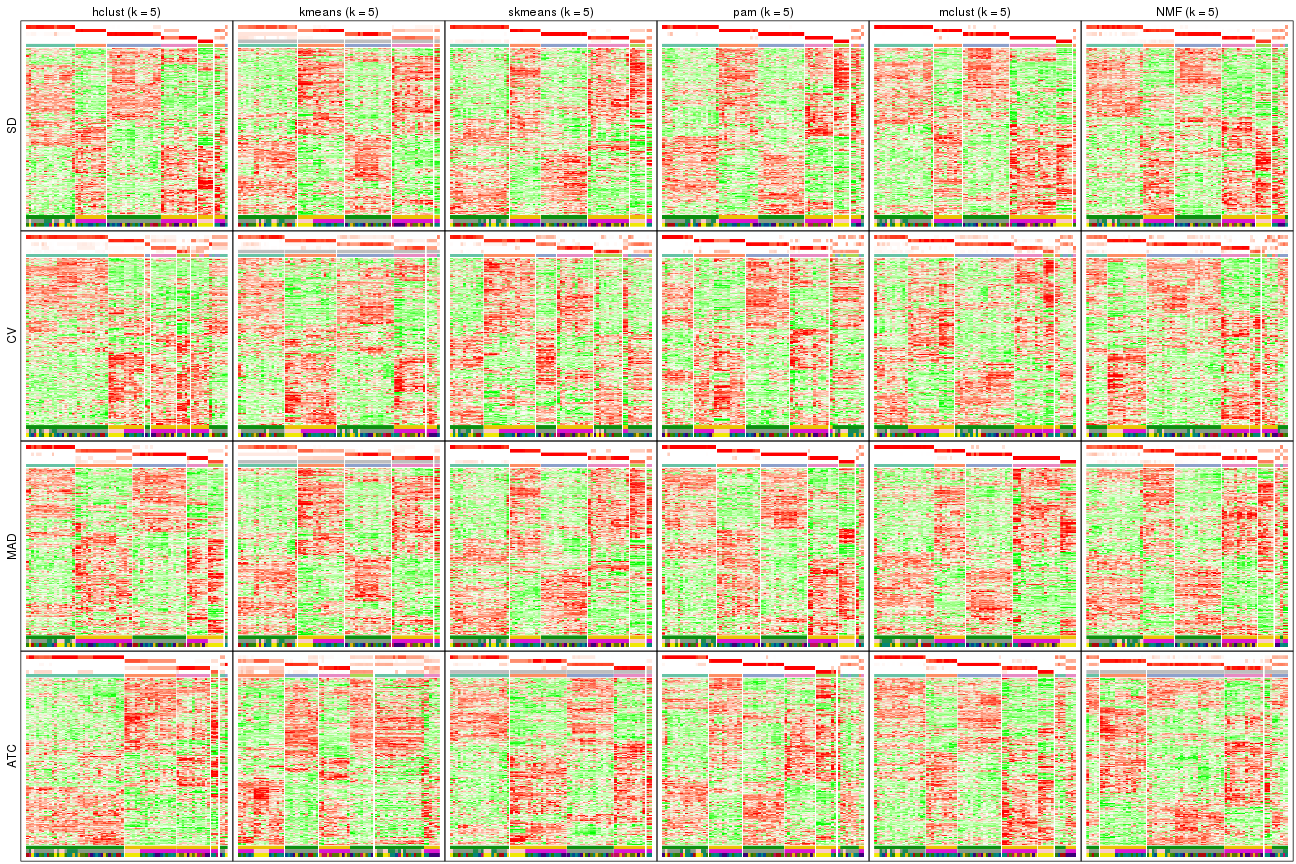 hclust (k = 5) kmeans (k = 5) skmeans (k = 5) pam (k = 5) mclust (k = 5) NMF (k = 5)
SD
CV
MAD
ATC